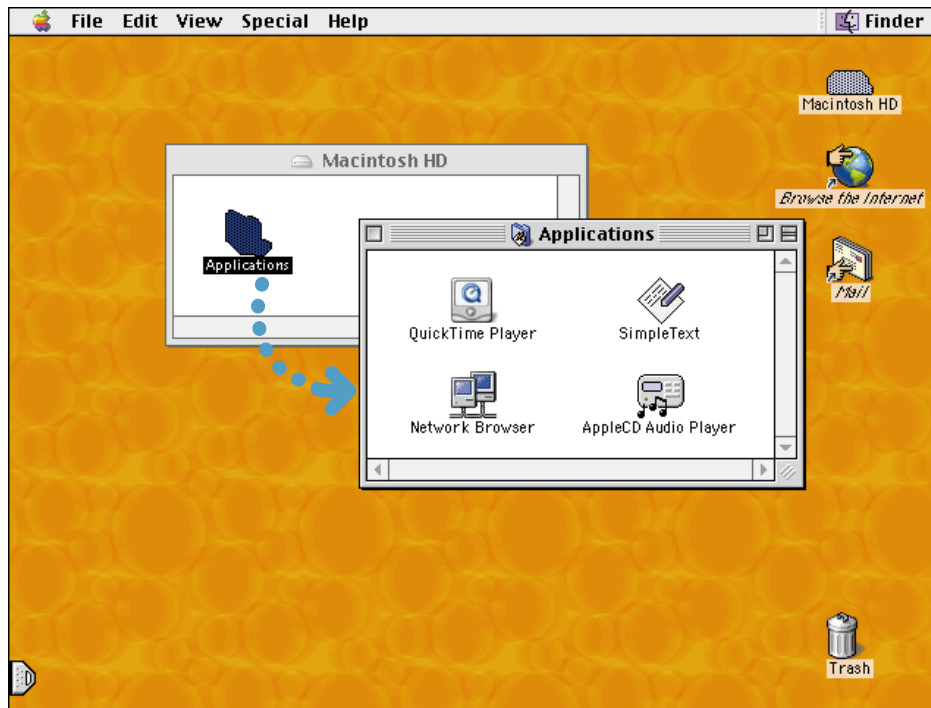 File Edit View Special Help Finder
Macintosh HD
Browse the Internet
Mail
Macintosh HD
Applications
Applications
QuickTime Player SimpleText
Network Browser AppleCD Audio Player
Trash